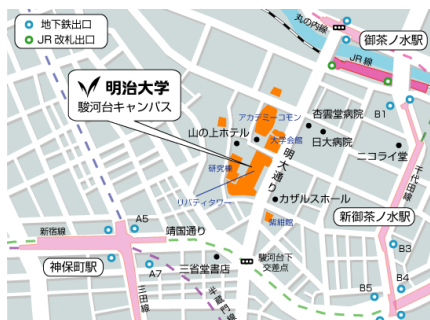 地下鉄出口
JR改札出口
丸の内線
御茶ノ水駅
JR線
明治大学
駿河台キャンパス
アカデミーコモン
杏雲堂病院
B1
山の上ホテル
大学会館
日大病院
ニコライ堂
研究棟
明大通り
千代田線
リバティタワー
カザルスホール
紫紺館
新御茶ノ水駅
新宿線
A5
靖国通り
B3
神保町駅
A7
三省堂書店
駿河台下
交差点
B4
B5
三田線
半蔵門線